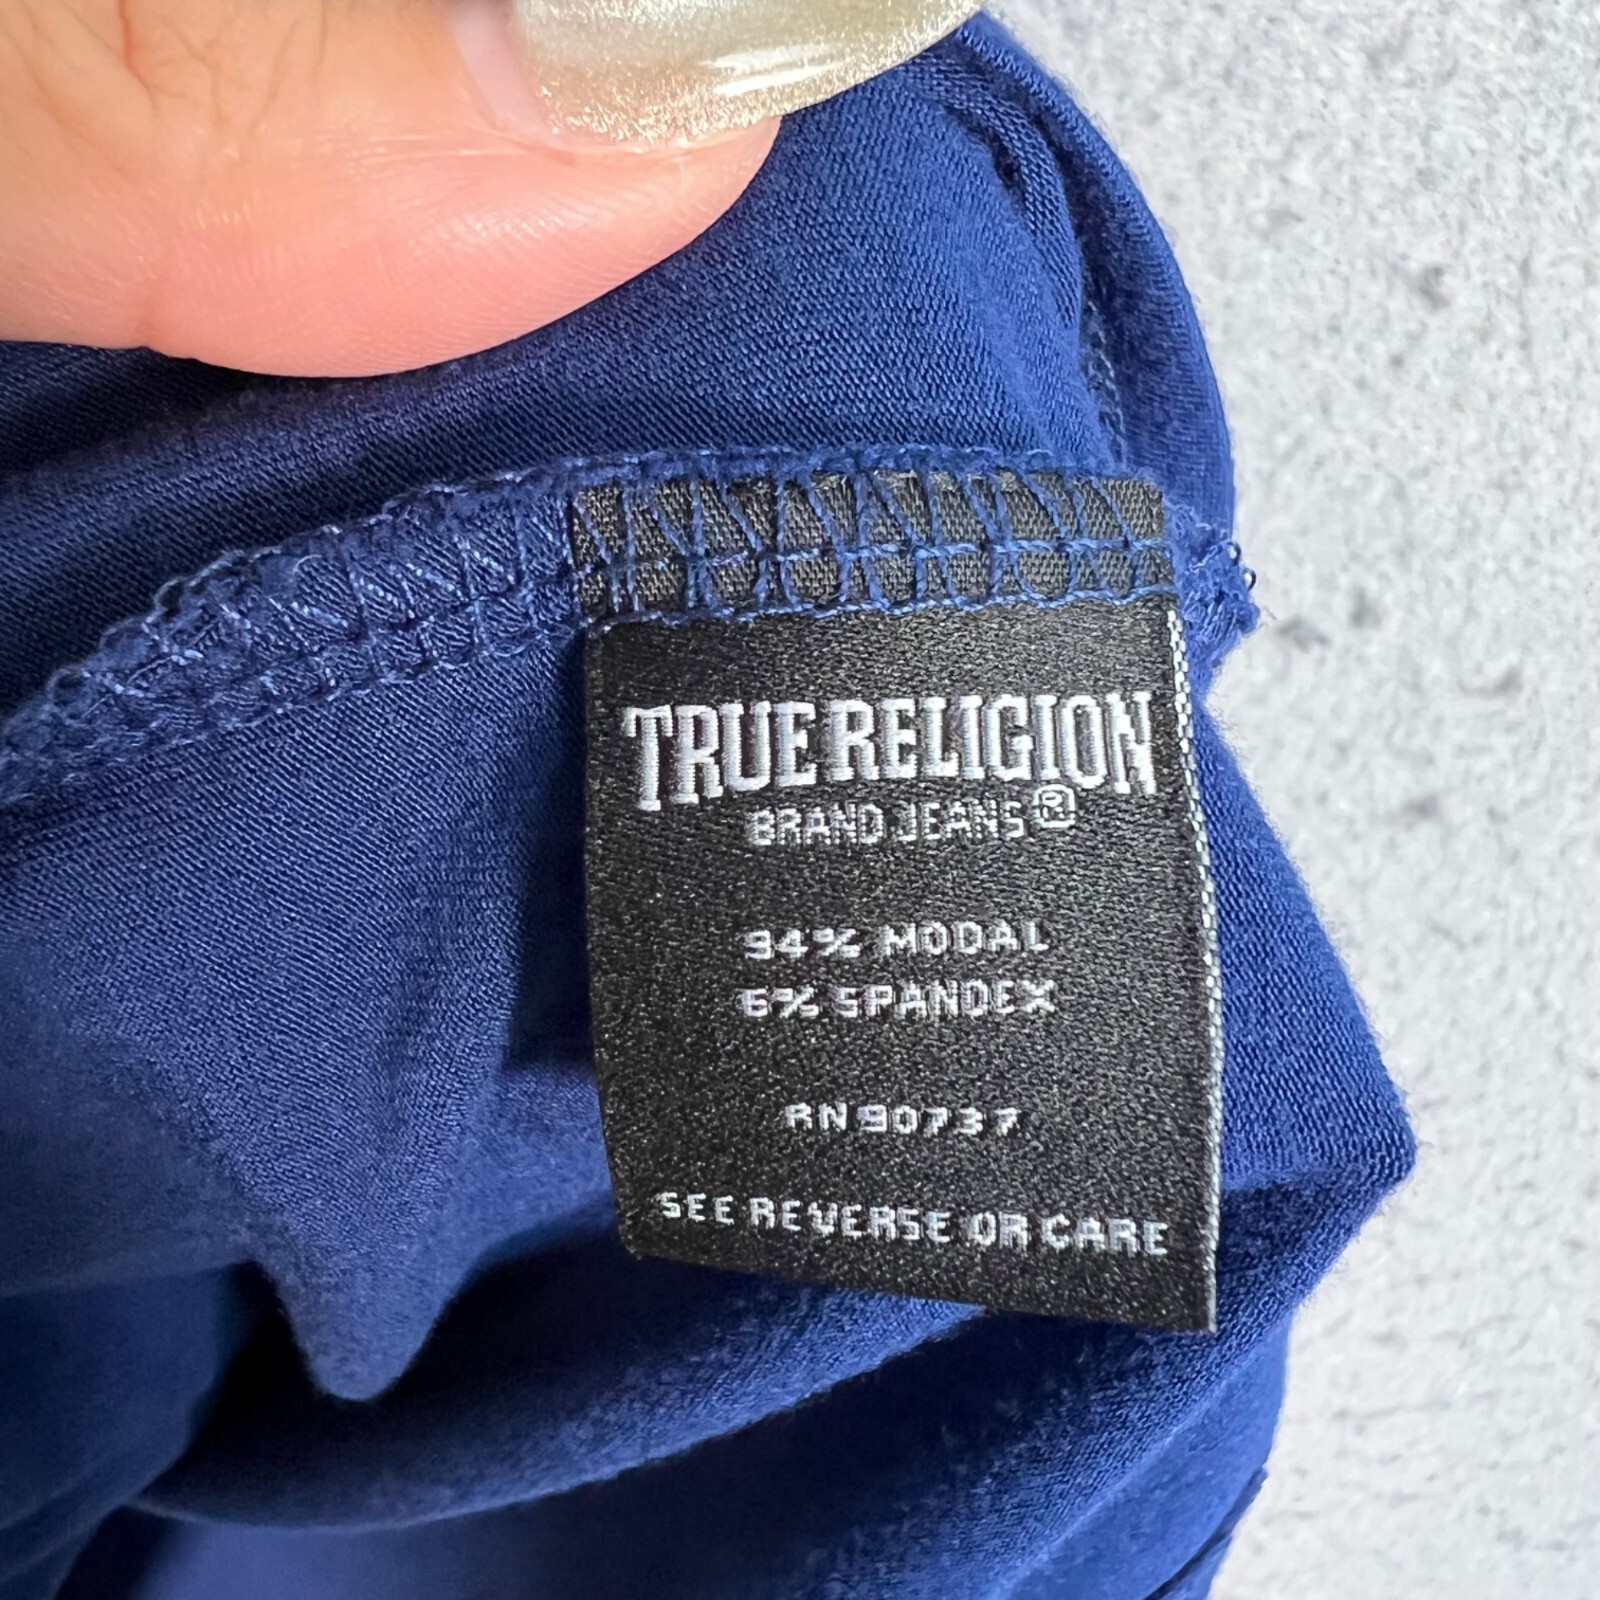 TRUE RELIGION
BRAND JEANS®
94% MODAL
6% SPANDEX
RN 90737
SEE REVERSE OR CARE